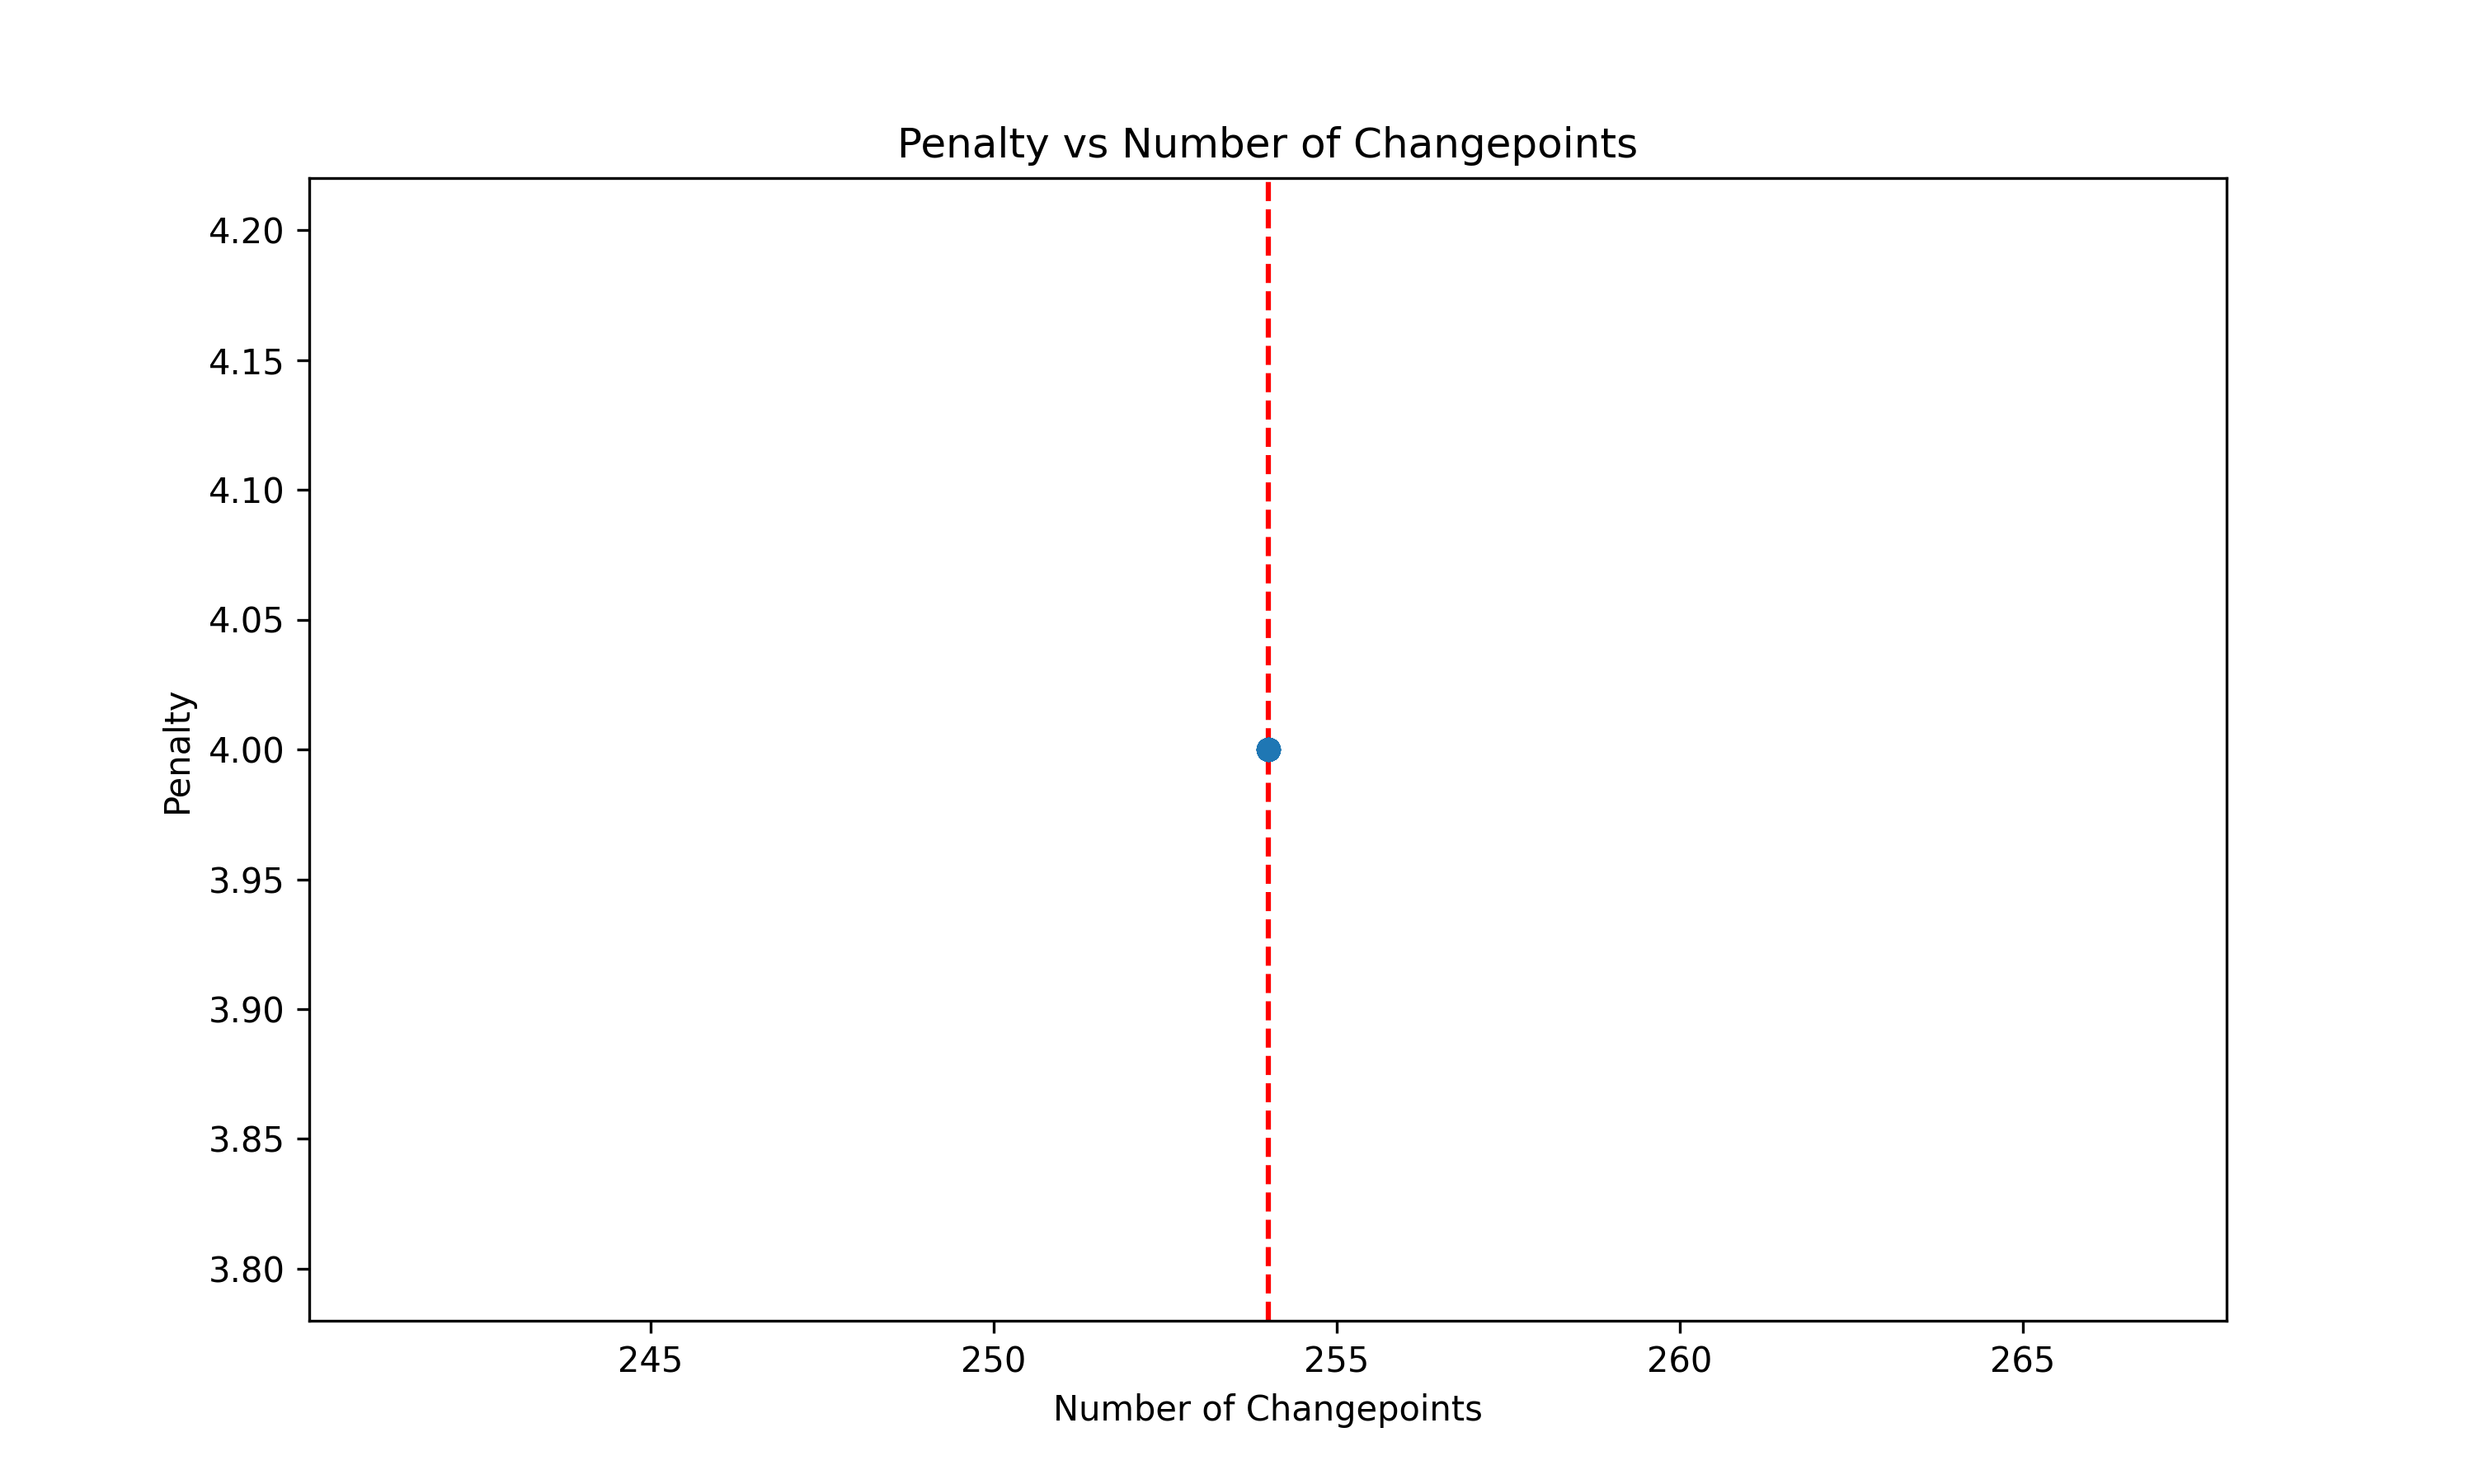 Penalty vs Number of Changepoints
4.20
4.15
4.10
4.05
4.00
3.95
3.90
3.85
3.80
Penalty
245 250 255 260 265
Number of Changepoints